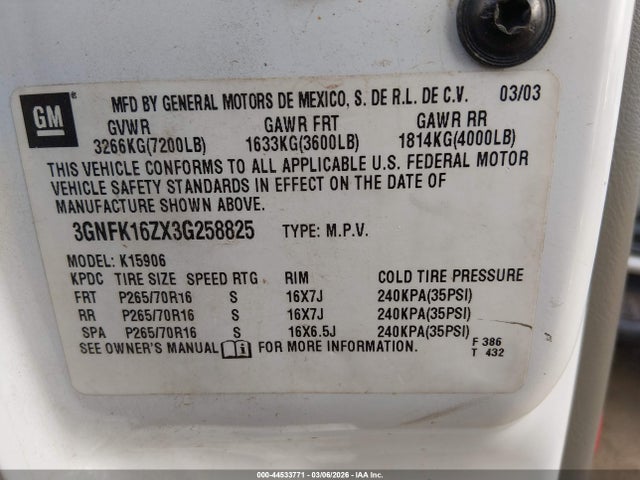 GM ®
MFD BY GENERAL MOTORS DE MEXICO, S. DE R.L. DE C.V. 03/03
GVWR GAWR FRT GAWR RR
3266KG(7200LB) 1633KG(3600LB) 1814KG(4000LB)
THIS VEHICLE CONFORMS TO ALL APPLICABLE U.S. FEDERAL MOTOR
VEHICLE SAFETY STANDARDS IN EFFECT ON THE DATE OF
MANUFACTURE SHOWN ABOVE.
3GNFK16ZX3G258825 TYPE: M.P.V.
MODEL: K15906
KPDC TIRE SIZE SPEED RTG RIM COLD TIRE PRESSURE
FRT P265/70R16 S 16X7J 240KPA(35PSI)
RR P265/70R16 S 16X7J 240KPA(35PSI)
SPA P265/70R16 S 16X6.5J 240KPA(35PSI)
SEE OWNER'S MANUAL FOR MORE INFORMATION.
F 386
T 432
000-44533771 - 03/06/2026 - IAA Inc.